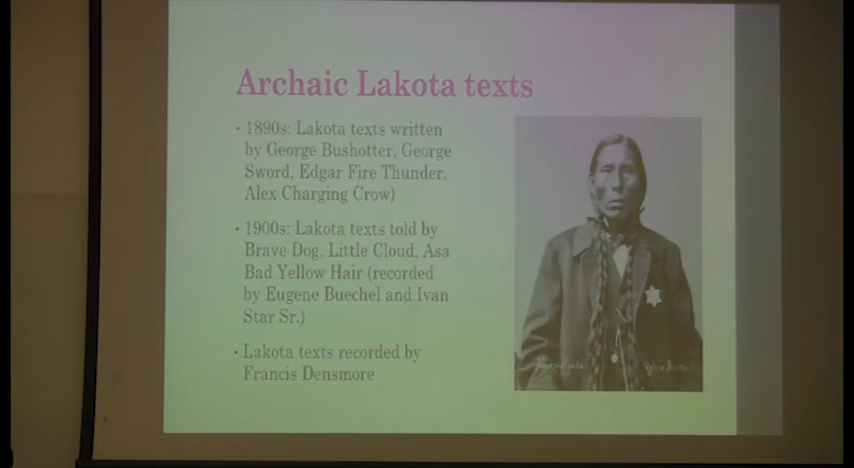 Archaic Lakota texts
• 1890s: Lakota texts written
by George Bushotter, George
Sword, Edgar Fire Thunder,
Alex Charging Crow)
• 1900s: Lakota texts told by
Brave Dog, Little Cloud, Asa
Bad Yellow Hair (recorded
by Eugene Buechel and Ivan
Star Sr.)
• Lakota texts recorded by
Francis Densmore